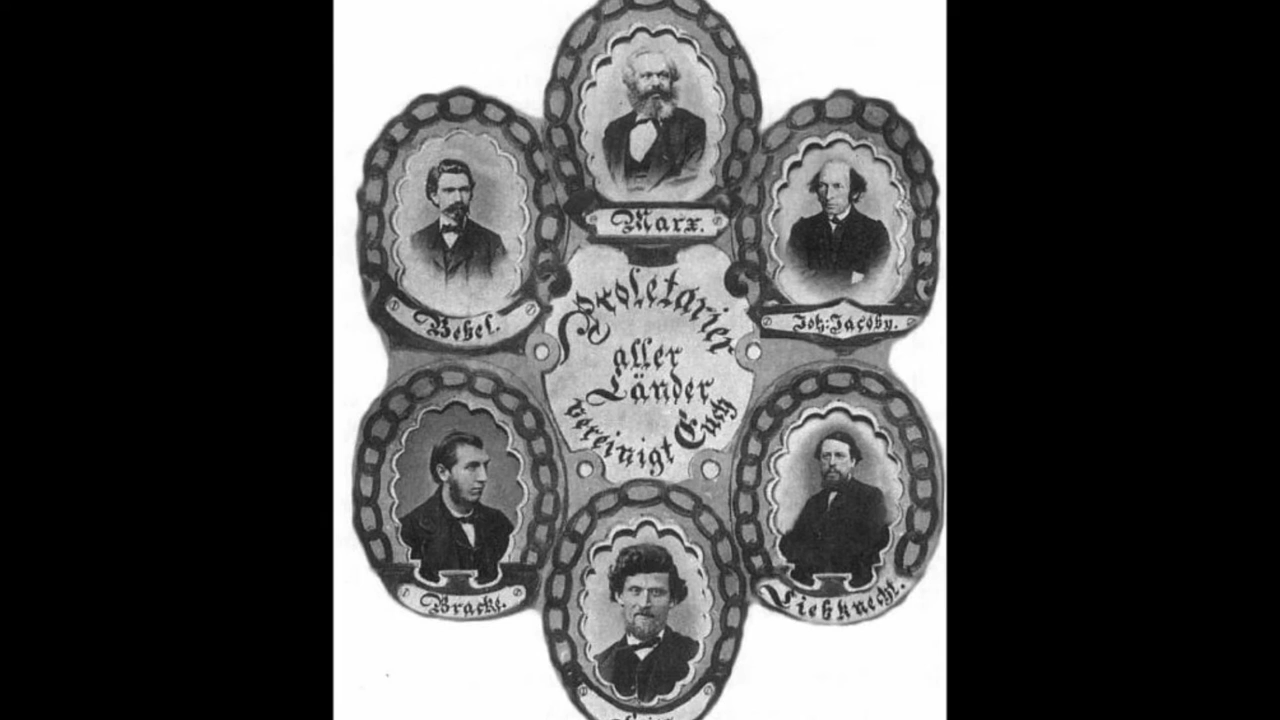 Marx.
Bebel.
Joh: Jacoby.
Proletarier
aller
Länder
vereinigt Euch
Bracke.
Liebknecht.